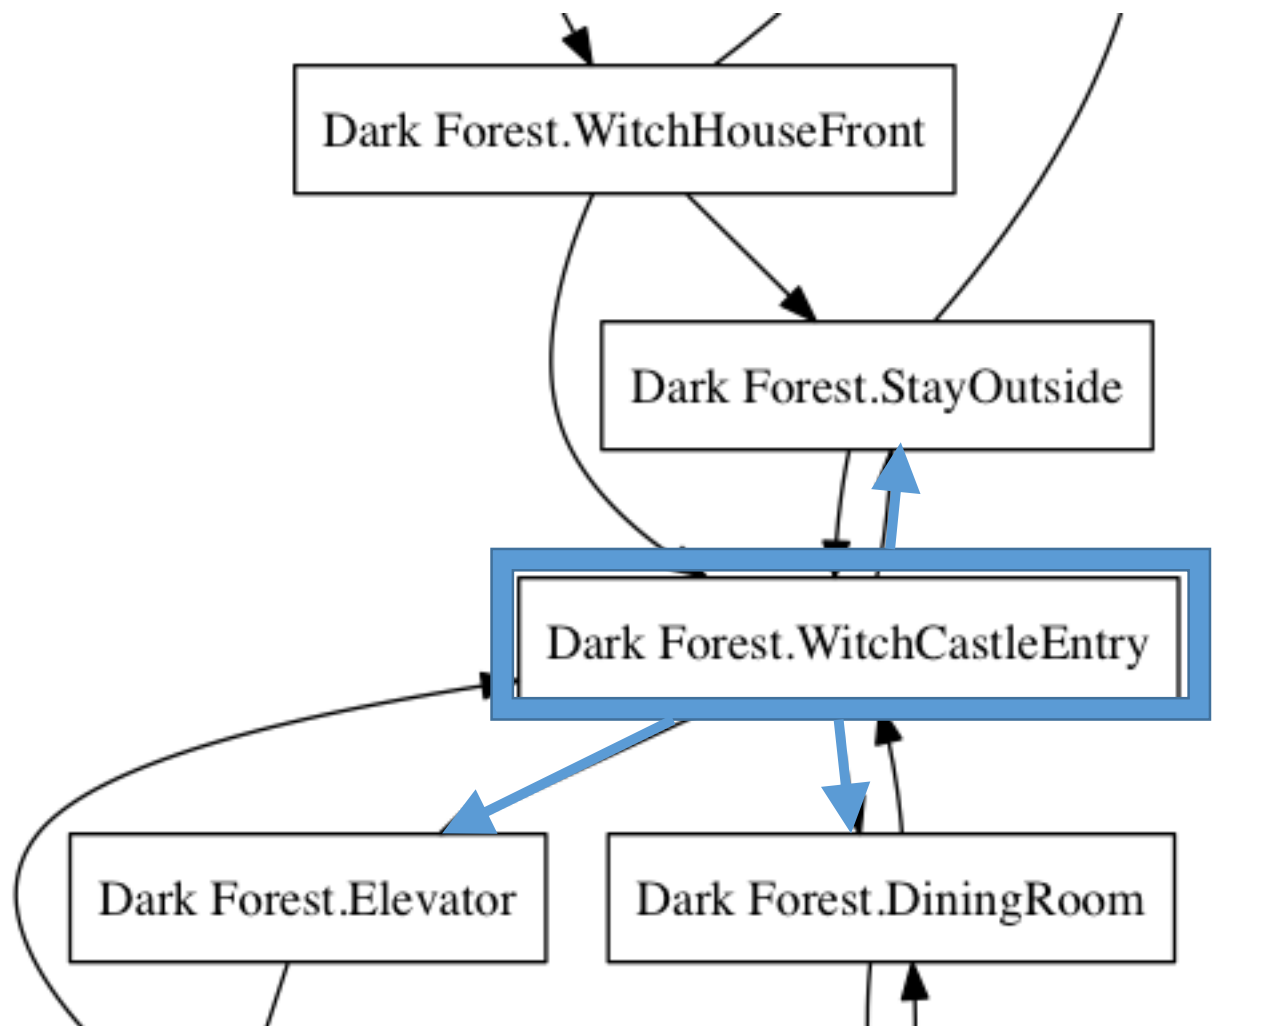 Dark Forest.WitchHouseFront
Dark Forest.StayOutside
Dark Forest.WitchCastleEntry
Dark Forest.Elevator
Dark Forest.DiningRoom